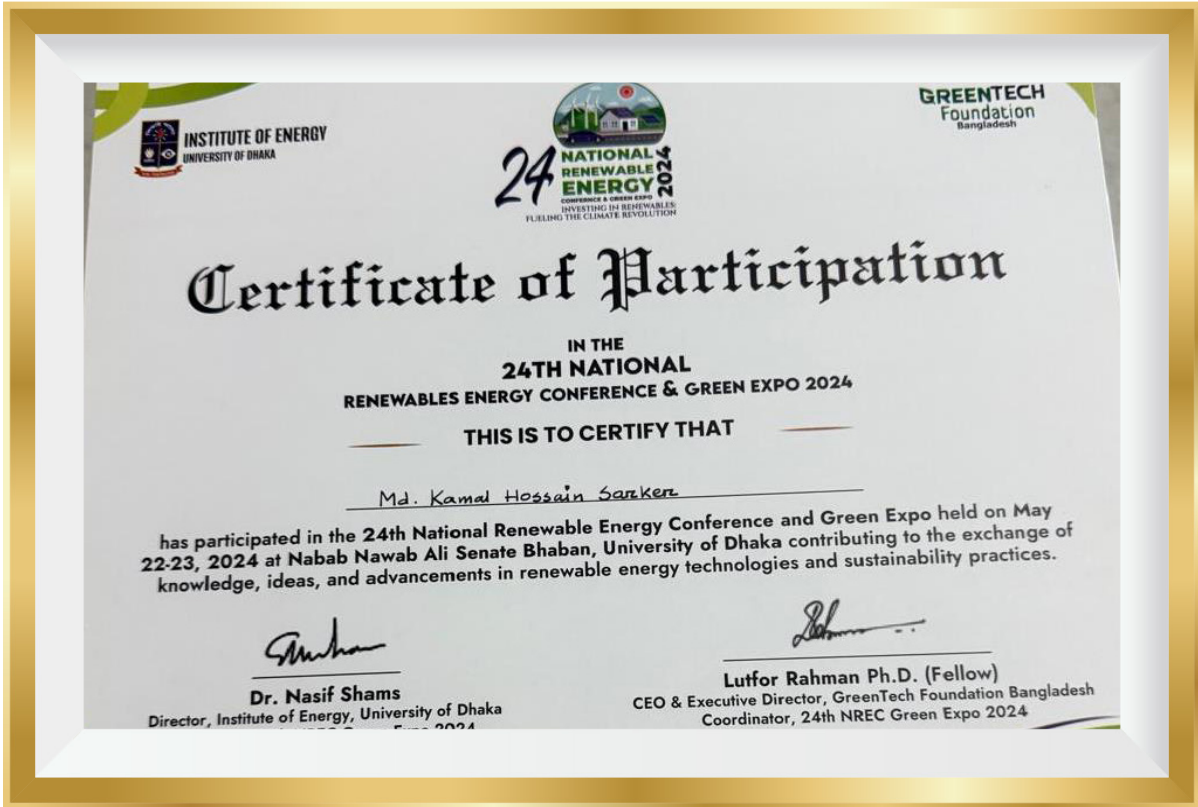 INSTITUTE OF ENERGY
UNIVERSITY OF DHAKA
24
NATIONAL
RENEWABLE
ENERGY
2024
CONFERENCE & GREEN EXPO
INVESTING IN RENEWABLES:
FUELING THE CLIMATE REVOLUTION
GREENTECH
Foundation
Bangladesh
Certificate of Participation
IN THE
24TH NATIONAL
RENEWABLES ENERGY CONFERENCE & GREEN EXPO 2024
THIS IS TO CERTIFY THAT
Md. Kamal Hossain Sarker
has participated in the 24th National Renewable Energy Conference and Green Expo held on May
22-23, 2024 at Nabab Nawab Ali Senate Bhaban, University of Dhaka contributing to the exchange of
knowledge, ideas, and advancements in renewable energy technologies and sustainability practices.
Dr. Nasif Shams
Director, Institute of Energy, University of Dhaka
Green Expo 2024
Lutfor Rahman Ph.D. (Fellow)
CEO & Executive Director, GreenTech Foundation Bangladesh
Coordinator, 24th NREC Green Expo 2024